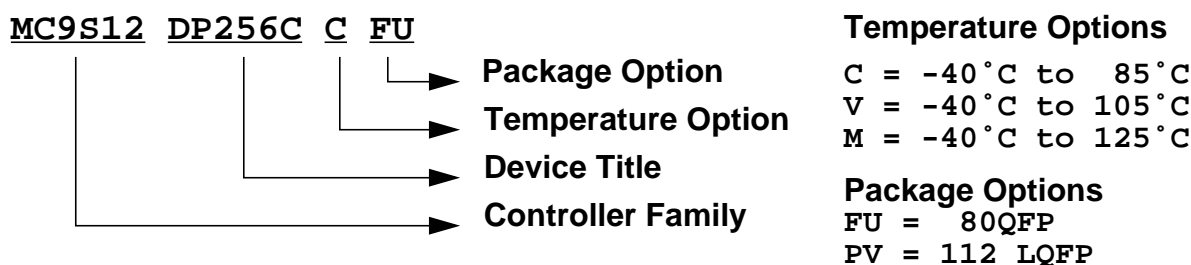 MC9S12 DP256C C FU
Package Option
Temperature Option
Device Title
Controller Family
Temperature Options
C = -40˚C to 85˚C
V = -40˚C to 105˚C
M = -40˚C to 125˚C
Package Options
FU = 80QFP
PV = 112 LQFP